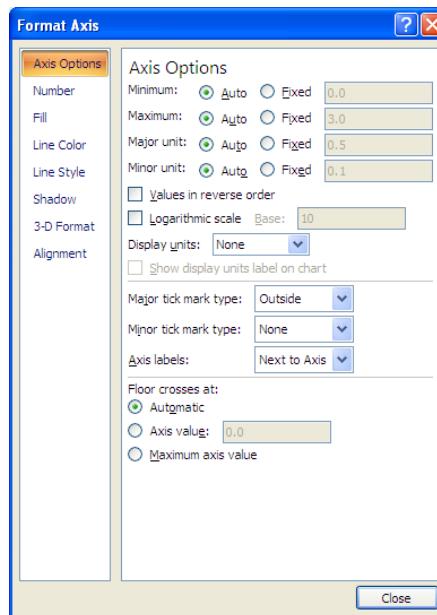 Format Axis
Axis Options
Number
Fill
Line Color
Line Style
Shadow
3-D Format
Alignment
Axis Options
Minimum: Auto Fixed 0.0
Maximum: Auto Fixed 3.0
Major unit: Auto Fixed 0.5
Minor unit: Auto Fixed 0.1
Values in reverse order
Logarithmic scale Base: 10
Display units: None
Show display units label on chart
Major tick mark type: Outside
Minor tick mark type: None
Axis labels: Next to Axis
Floor crosses at:
Automatic
Axis value: 0.0
Maximum axis value
Close